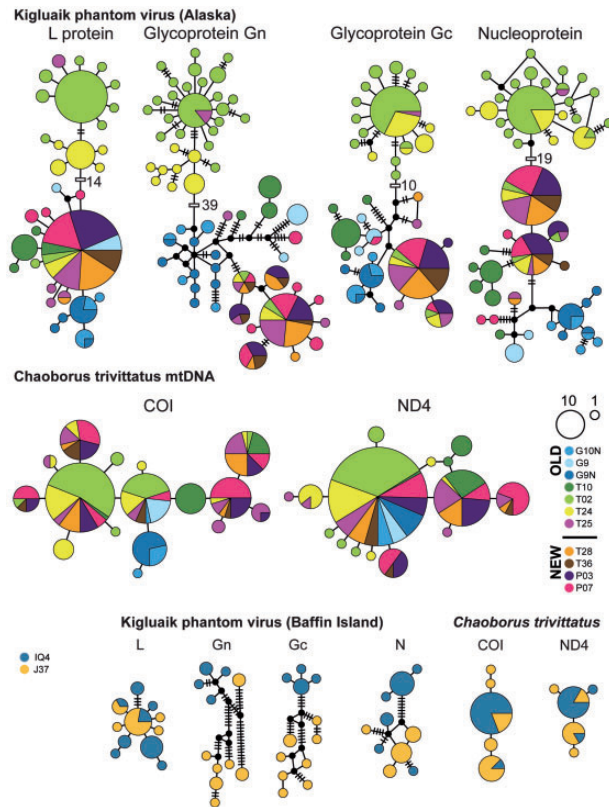 Kigluaik phantom virus (Alaska)
L protein
Glycoprotein Gn
Glycoprotein Gc
Nucleoprotein
14
39
10
19
Chaoborus trivittatus mtDNA
COI
ND4
10
1
OLD
G10N
G9
G9N
T10
T02
T24
T25
NEW
T28
T36
P03
P07
Kigluaik phantom virus (Baffin Island)
Chaoborus trivittatus
IQ4
J37
L
Gn
Gc
N
COI
ND4